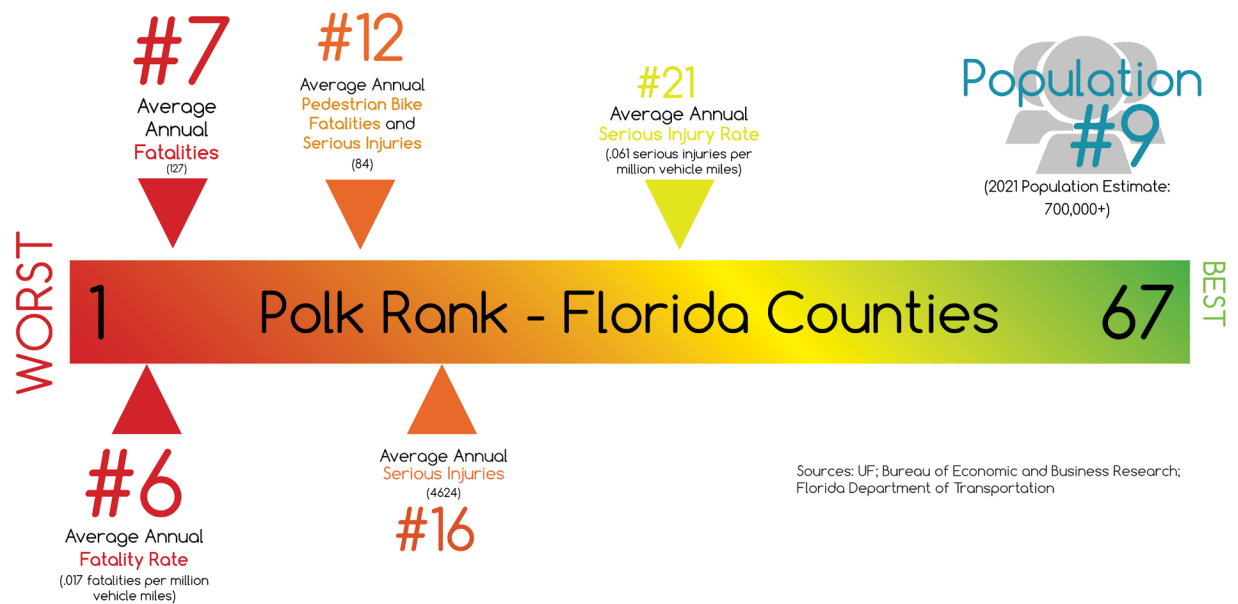 #7
Average
Annual
Fatalities
(127)
#12
Average Annual
Pedestrian Bike
Fatalities and
Serious Injuries
(84)
#21
Average Annual
Serious Injury Rate
(.061 serious injuries per
million vehicle miles)
Population
#9
(2021 Population Estimate:
700,000+)
WORST
1
Polk Rank - Florida Counties
67
BEST
#6
Average Annual
Fatality Rate
(.017 fatalities per million
vehicle miles)
Average Annual
Serious Injuries
(4624)
#16
Sources: UF; Bureau of Economic and Business Research;
Florida Department of Transportation